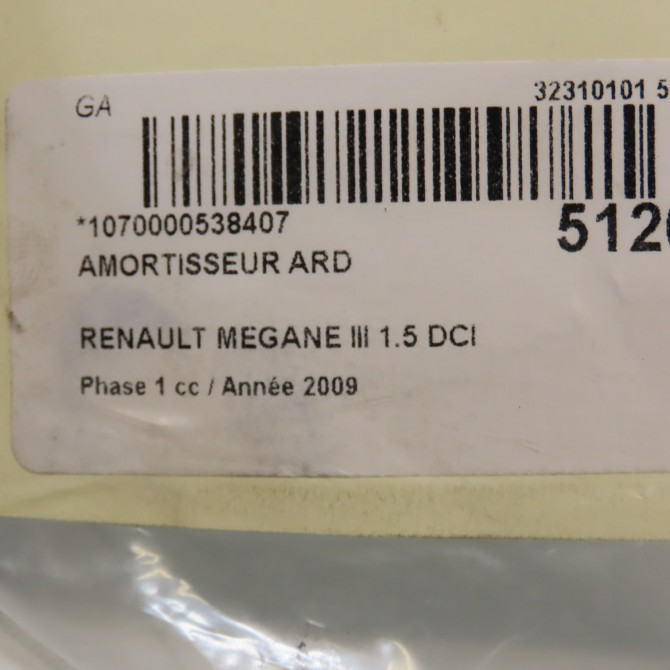 GA
32310101 5
*1070000538407
512
AMORTISSEUR ARD
RENAULT MEGANE III 1.5 DCI
Phase 1 cc / Année 2009